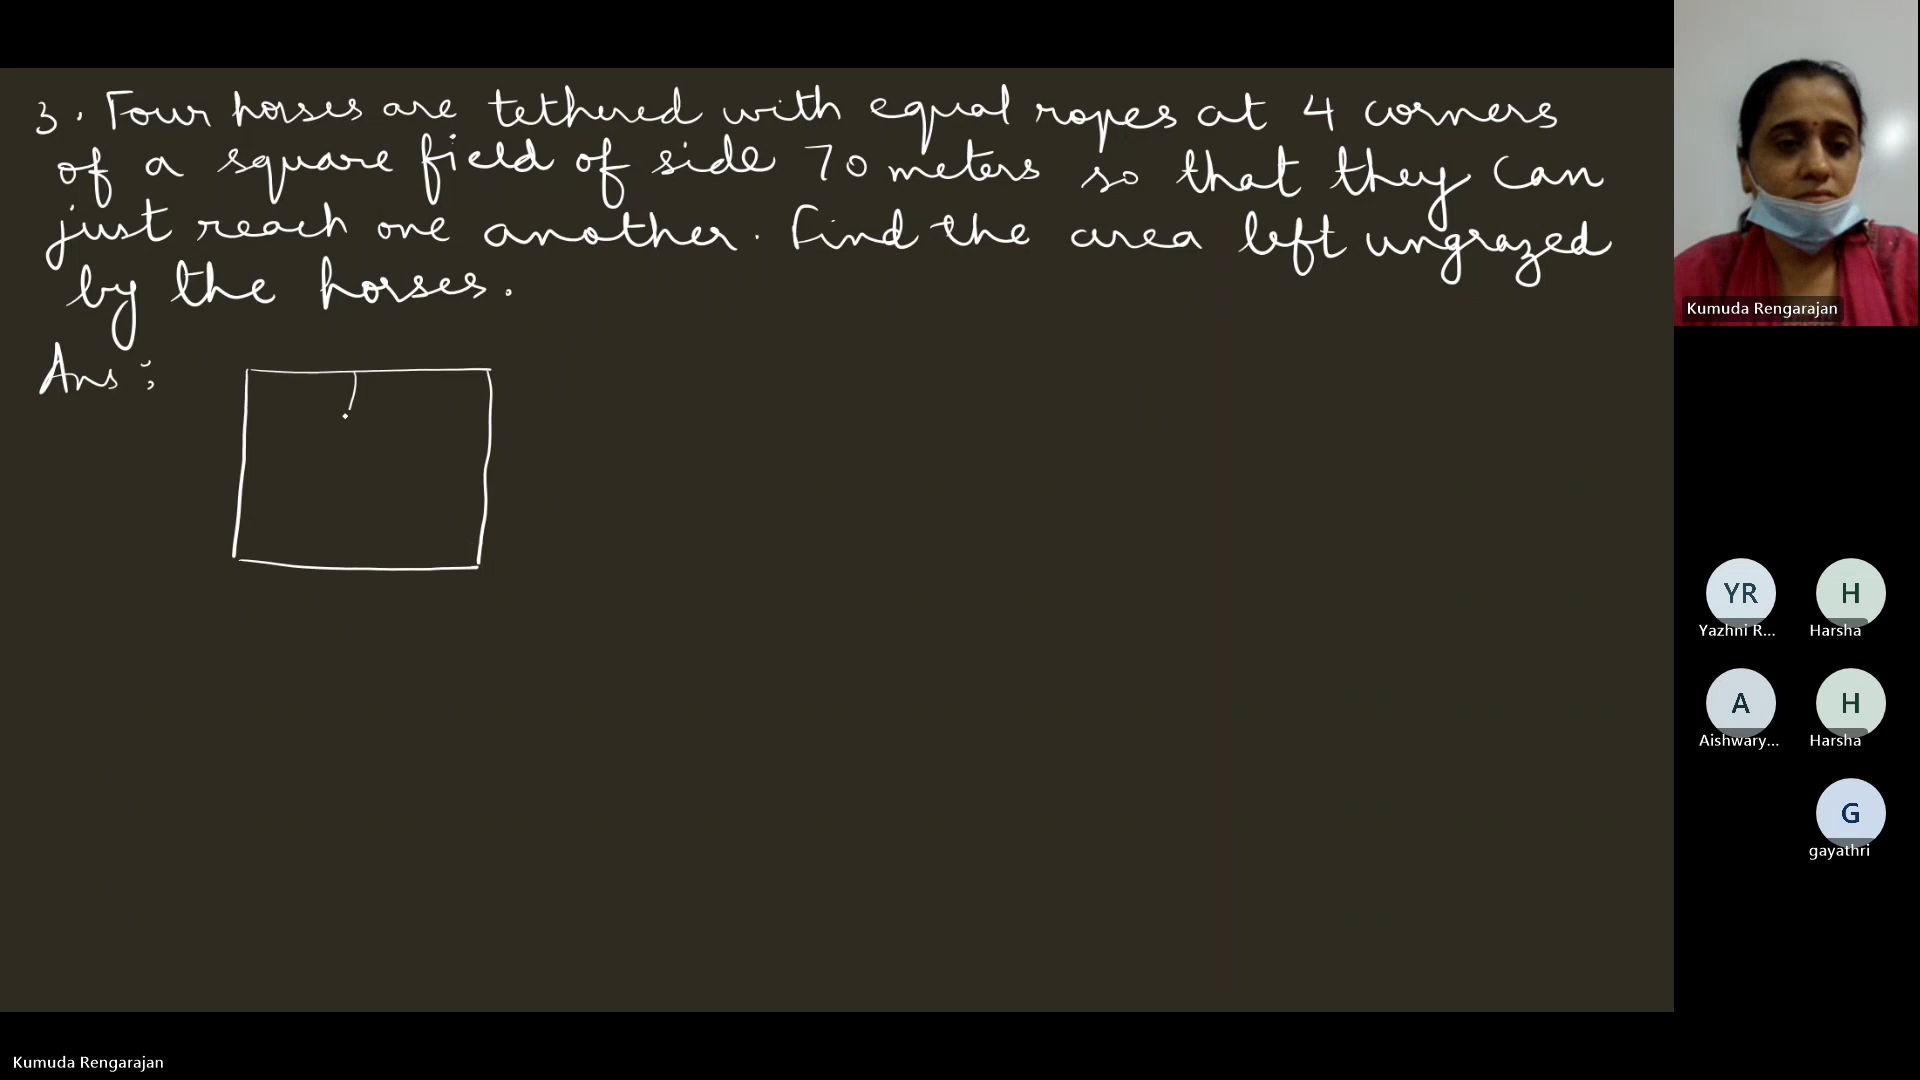 3. Four horses are tethered with equal ropes at 4 corners
of a square field of side 70 meters so that they can
just reach one another. Find the area left ungrazed
by the horses.
Ans :
Kumuda Rengarajan
YR
Yazhni R...
H
Harsha
A
Aishwary...
H
Harsha
G
gayathri
Kumuda Rengarajan